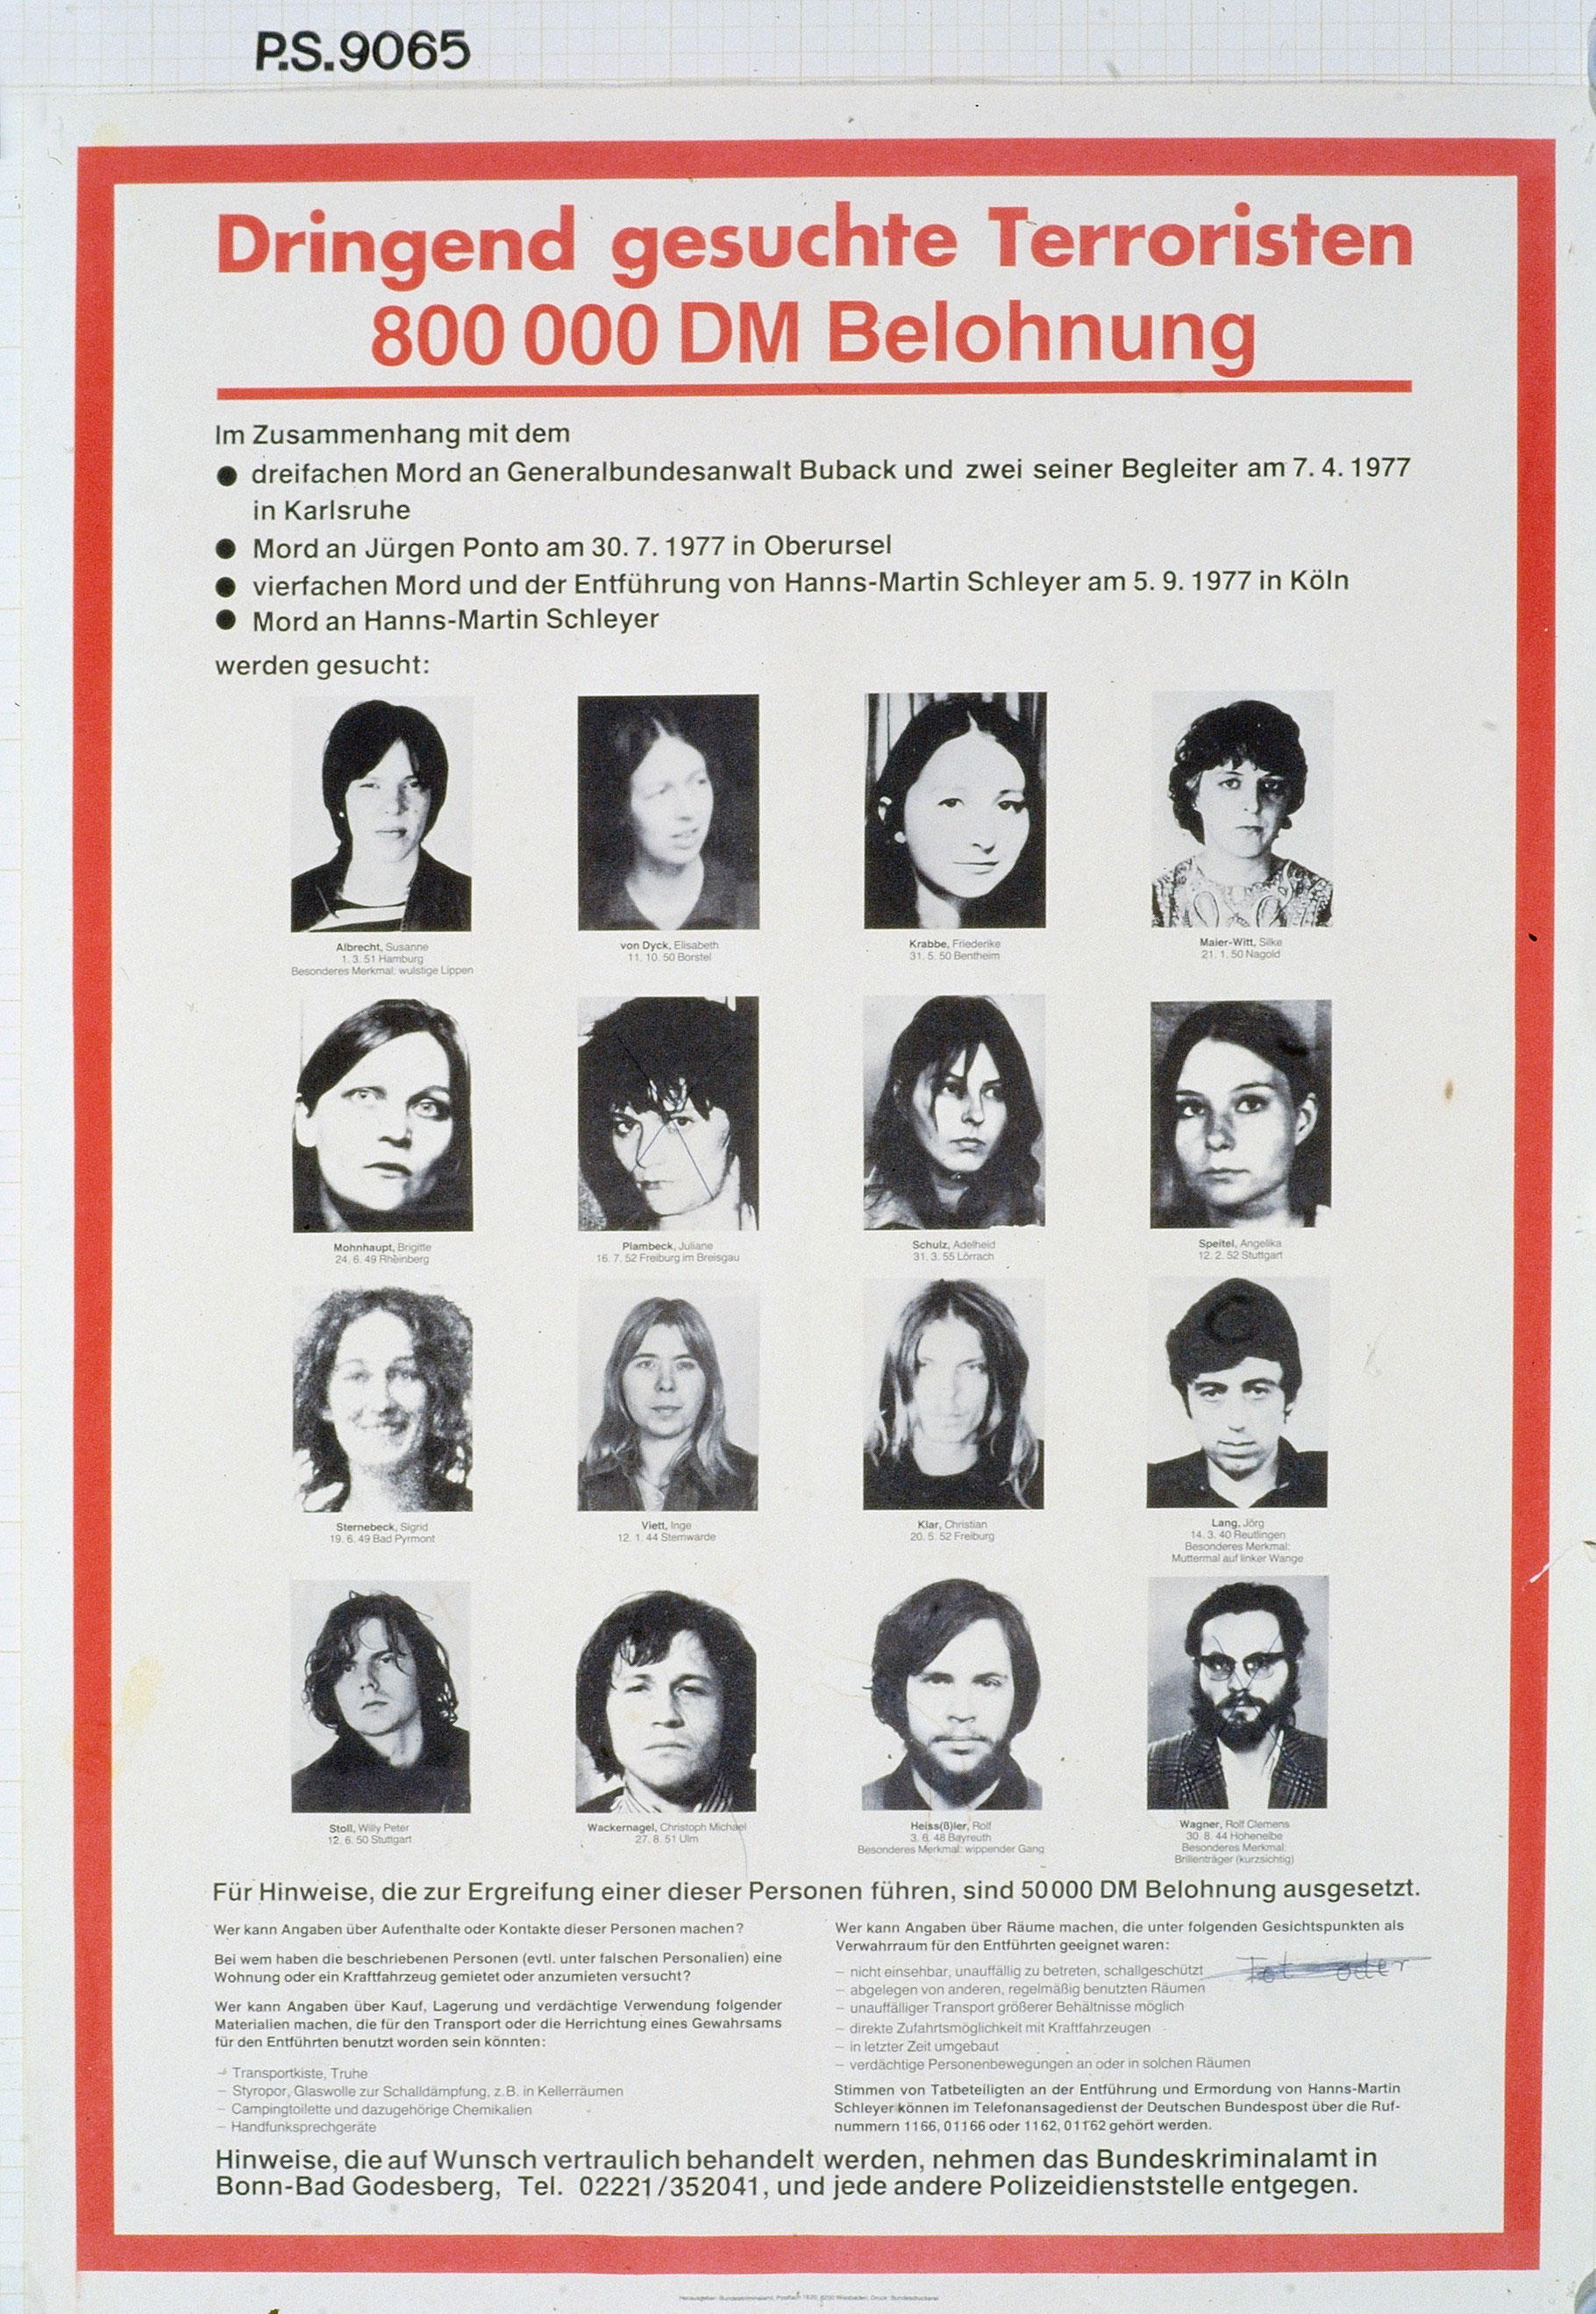 P.S.9065
Dringend gesuchte Terroristen
800 000 DM Belohnung
Im Zusammenhang mit dem
● dreifachen Mord an Generalbundesanwalt Buback und zwei seiner Begleiter am 7. 4. 1977
in Karlsruhe
● Mord an Jürgen Ponto am 30. 7. 1977 in Oberursel
● vierfachen Mord und der Entführung von Hanns-Martin Schleyer am 5. 9. 1977 in Köln
● Mord an Hanns-Martin Schleyer
werden gesucht:
Albrecht, Susanne
1. 3. 51 Hamburg
Besonderes Merkmal: wulstige Lippen
von Dyck, Elisabeth
11. 10. 50 Borstel
Krabbe, Friederike
31. 5. 50 Bentheim
Maier-Witt, Silke
21. 1. 50 Nagold
Mohnhaupt, Brigitte
24. 6. 49 Rheinberg
Plambeck, Juliane
16. 7. 52 Freiburg im Breisgau
Schulz, Adelheid
31. 3. 55 Lörrach
Speitel, Angelika
12. 2. 52 Stuttgart
Sternebeck, Sigrid
19. 6. 49 Bad Pyrmont
Viett, Inge
12. 1. 44 Stemwarde
Klar, Christian
20. 5. 52 Freiburg
Lang, Jörg
14. 3. 40 Reutlingen
Besonderes Merkmal:
Muttermal auf linker Wange
Stoll, Willy Peter
12. 6. 50 Stuttgart
Wackernagel, Christoph Michael
27. 8. 51 Ulm
Heiss(ß)ler, Rolf
3. 6. 48 Bayreuth
Besonderes Merkmal: wippender Gang
Wagner, Rolf Clemens
30. 8. 44 Hohenelbe
Besonderes Merkmal:
Brillenträger (kurzsichtig)
Für Hinweise, die zur Ergreifung einer dieser Personen führen, sind 50000 DM Belohnung ausgesetzt.
Wer kann Angaben über Aufenthalte oder Kontakte dieser Personen machen?
Bei wem haben die beschriebenen Personen (evtl. unter falschen Personalien) eine
Wohnung oder ein Kraftfahrzeug gemietet oder anzumieten versucht?
Wer kann Angaben über Kauf, Lagerung und verdächtige Verwendung folgender
Materialien machen, die für den Transport oder die Herrichtung eines Gewahrsams
für den Entführten benutzt worden sein könnten:
– Transportkiste, Truhe
– Styropor, Glaswolle zur Schalldämpfung, z.B. in Kellerräumen
– Campingtoilette und dazugehörige Chemikalien
– Handfunksprechgeräte
Wer kann Angaben über Räume machen, die unter folgenden Gesichtspunkten als
Verwahrraum für den Entführten geeignet waren:
– nicht einsehbar, unauffällig zu betreten, schallgeschützt
Tot oder
– abgelegen von anderen, regelmäßig benutzten Räumen
– unauffälliger Transport größerer Behältnisse möglich
– direkte Zufahrtsmöglichkeit mit Kraftfahrzeugen
– in letzter Zeit umgebaut
– verdächtige Personenbewegungen an oder in solchen Räumen
Stimmen von Tatbeteiligten an der Entführung und Ermordung von Hanns-Martin
Schleyer können im Telefonansagedienst der Deutschen Bundespost über die Ruf-
nummern 1166, 01166 oder 1162, 01162 gehört werden.
Hinweise, die auf Wunsch vertraulich behandelt werden, nehmen das Bundeskriminalamt in
Bonn-Bad Godesberg, Tel. 02221/352041, und jede andere Polizeidienststelle entgegen.
Herausgeber: Bundeskriminalamt, Postfach 1820, 6200 Wiesbaden, Druck: Bundesdruckerei